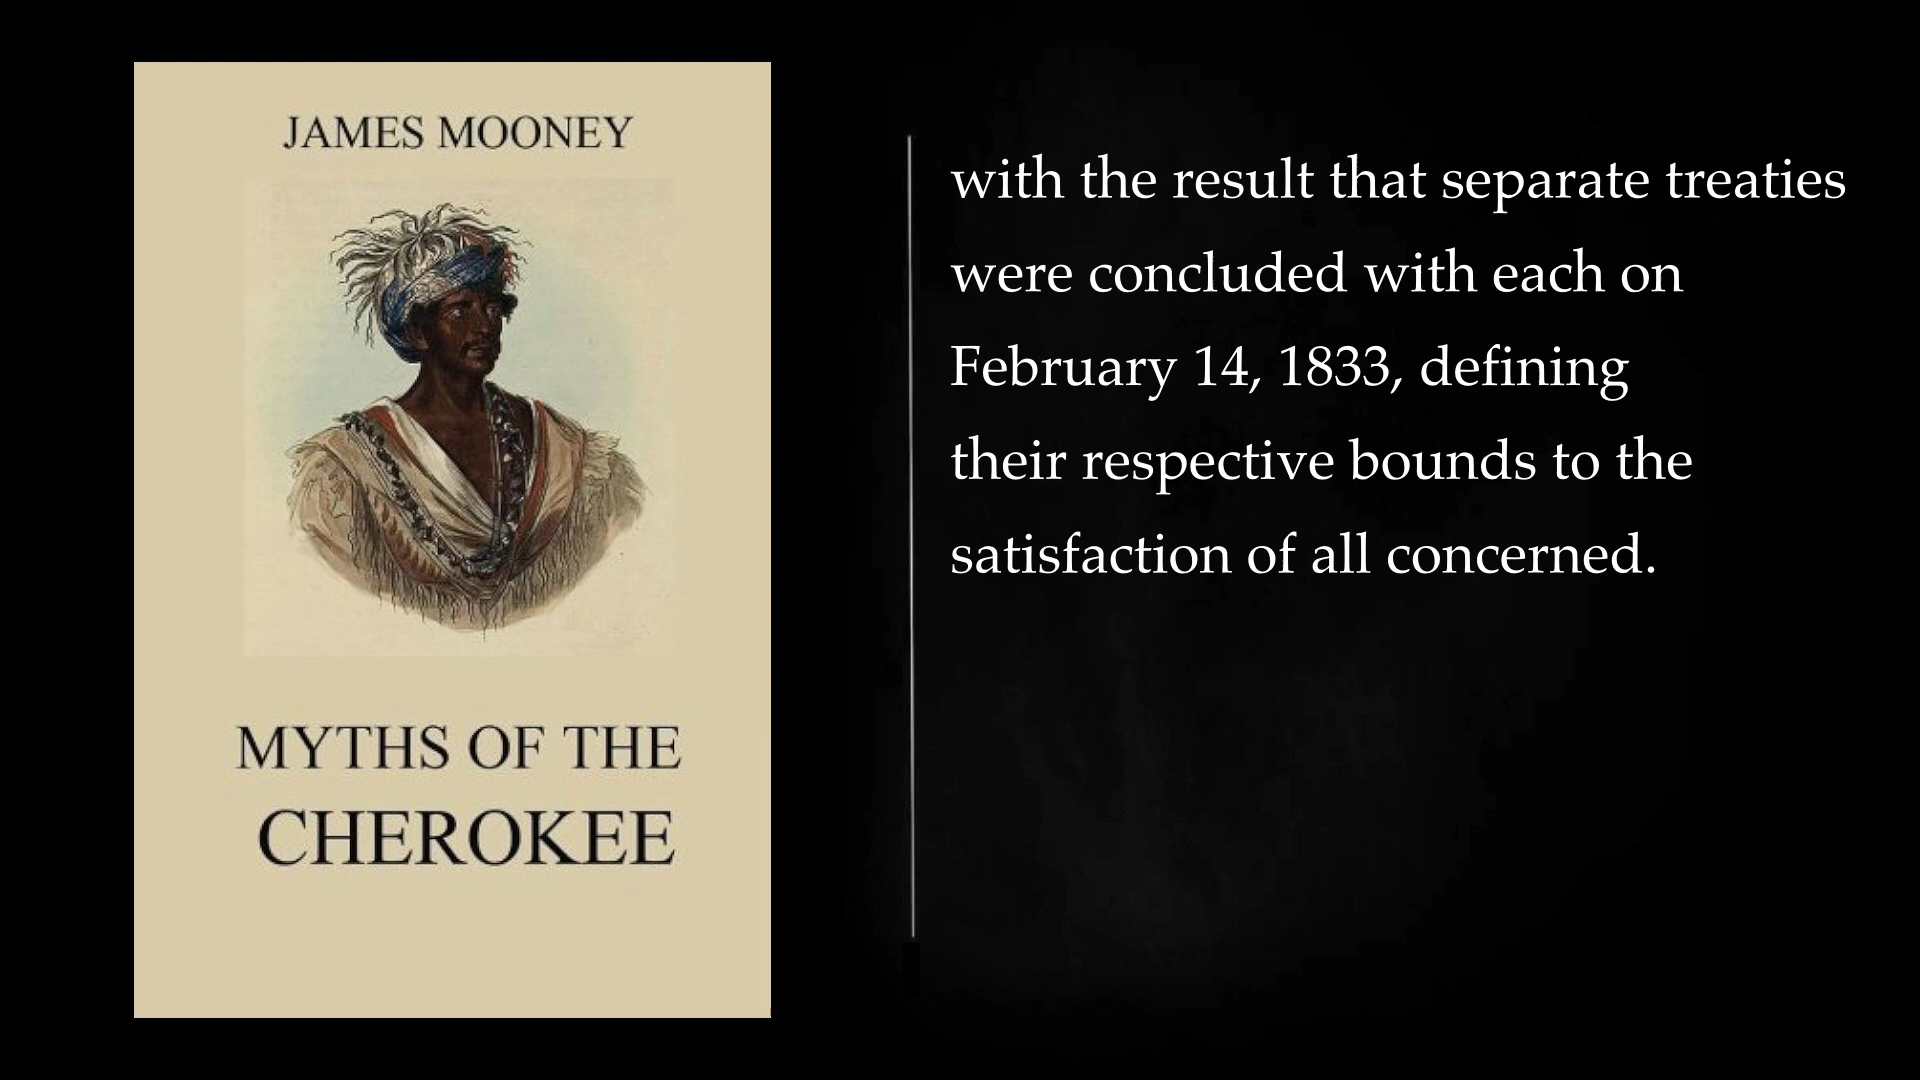 JAMES MOONEY
MYTHS OF THE
CHEROKEE
with the result that separate treaties
were concluded with each on
February 14, 1833, defining
their respective bounds to the
satisfaction of all concerned.